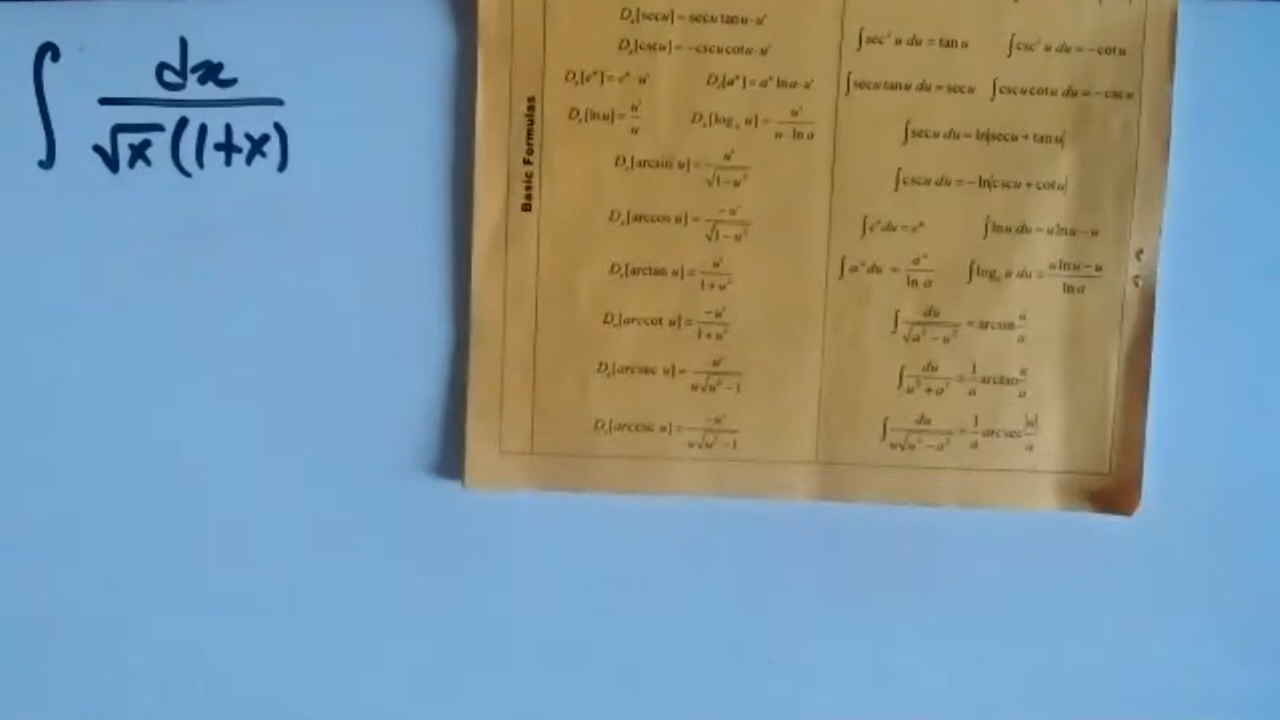 ∫ dx / √x (1+x)
Basic Formulas
Dₓ[sec u] = sec u tan u · u′
Dₓ[csc u] = −csc u cot u · u′
Dₓ[eᵘ] = eᵘ · u′    Dₓ[aᵘ] = aᵘ ln a · u′
Dₓ[ln u] = u′ / u    Dₓ[logₐ u] = u′ / (u · ln a)
Dₓ[arcsin u] = u′ / √(1−u²)
Dₓ[arccos u] = −u′ / √(1−u²)
Dₓ[arctan u] = u′ / (1+u²)
Dₓ[arccot u] = −u′ / (1+u²)
Dₓ[arcsec u] = u′ / (u√(u²−1))
Dₓ[arccsc u] = −u′ / (u√(u²−1))
∫sec² u du = tan u    ∫csc² u du = −cot u
∫sec u tan u du = sec u    ∫csc u cot u du = −csc u
∫sec u du = ln|sec u + tan u|
∫csc u du = −ln|csc u + cot u|
∫eᵘ du = eᵘ    ∫ln u du = u ln u − u
∫aᵘ du = aᵘ / ln a    ∫logₐ u du = (u ln u − u) / ln a
∫ du / √(a²−u²) = arcsin u/a
∫ du / (u²+a²) = 1/a arctan u/a
∫ du / (u√(u²−a²)) = 1/a arcsec |u|/a